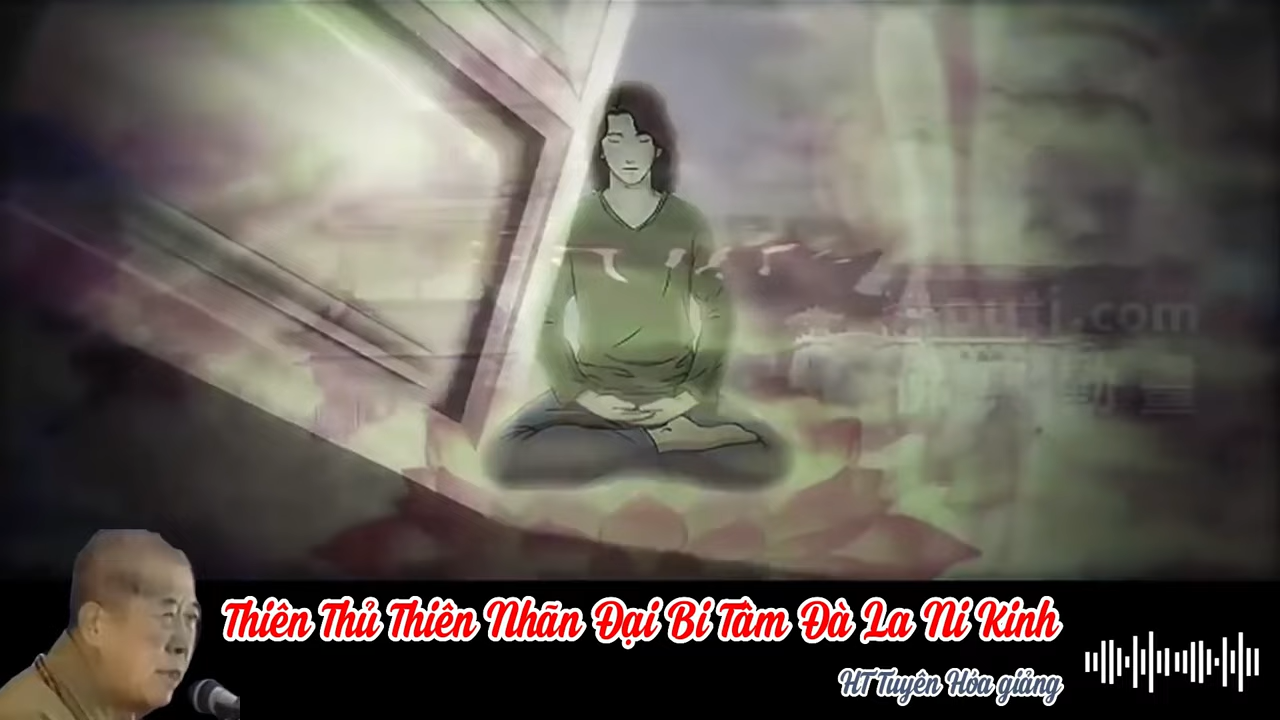 Thiên Thủ Thiên Nhãn Đại Bi Tâm Đà La Ni Kinh
HT Tuyên Hóa giảng